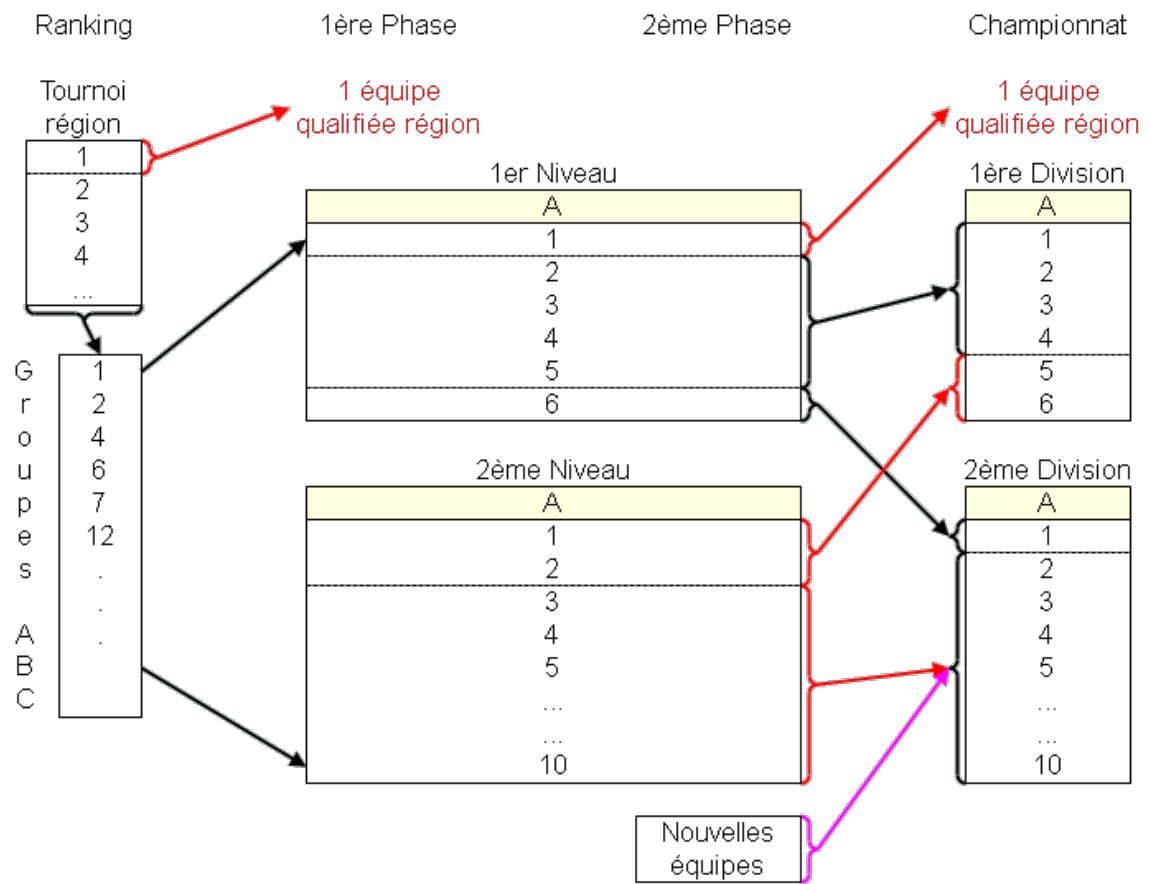 Ranking 1ère Phase 2ème Phase Championnat
Tournoi
région
1
2
3
4
...
G
r
o
u
p
e
s
A
B
C
1
2
4
6
7
12
.
.
.
1 équipe
qualifiée région
1er Niveau
A
1
2
3
4
5
6
2ème Niveau
A
1
2
3
4
5
...
...
10
Nouvelles
équipes
1 équipe
qualifiée région
1ère Division
A
1
2
3
4
5
6
2ème Division
A
1
2
3
4
5
...
...
10